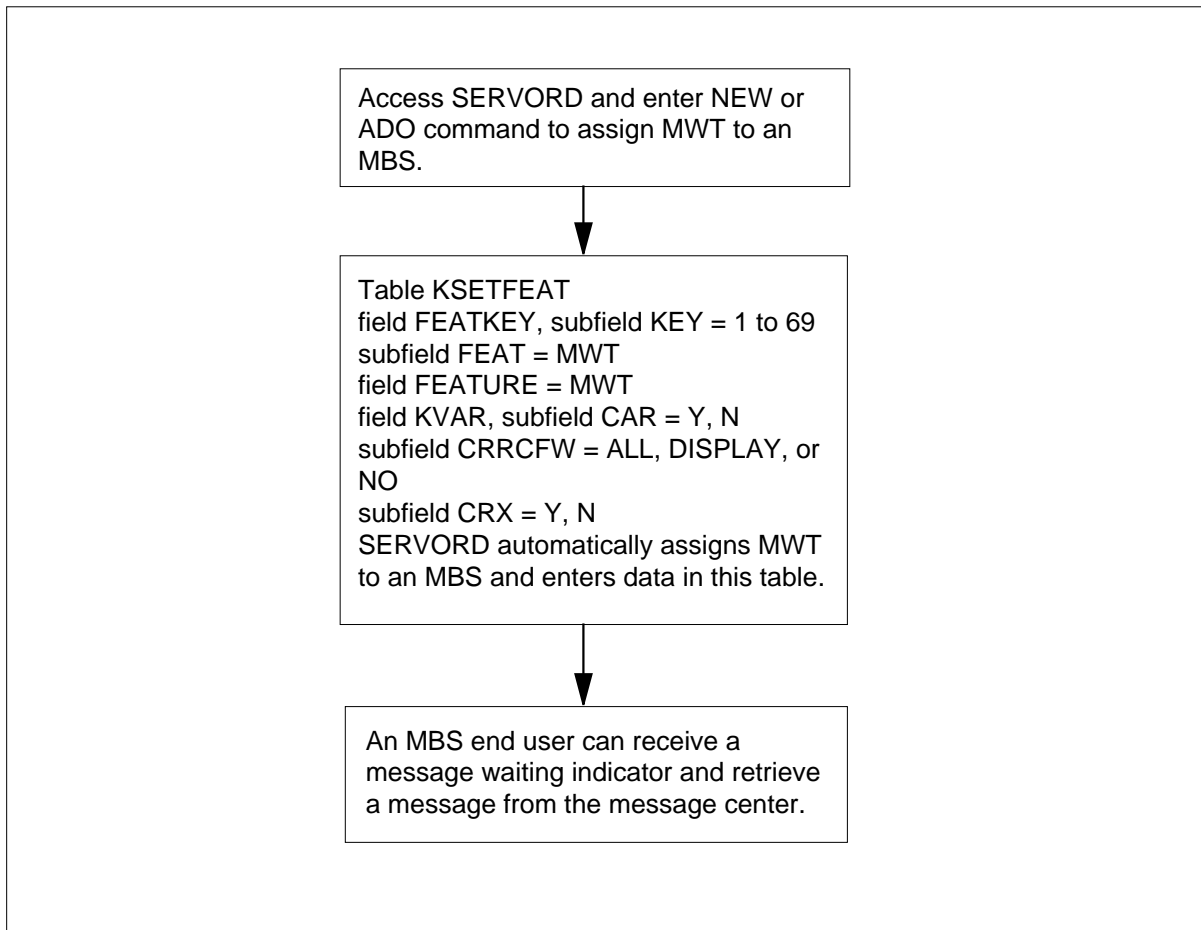 Access SERVORD and enter NEW or
ADO command to assign MWT to an
MBS.
Table KSETFEAT
field FEATKEY, subfield KEY = 1 to 69
subfield FEAT = MWT
field FEATURE = MWT
field KVAR, subfield CAR = Y, N
subfield CRRCFW = ALL, DISPLAY, or
NO
subfield CRX = Y, N
SERVORD automatically assigns MWT
to an MBS and enters data in this table.
An MBS end user can receive a
message waiting indicator and retrieve
a message from the message center.